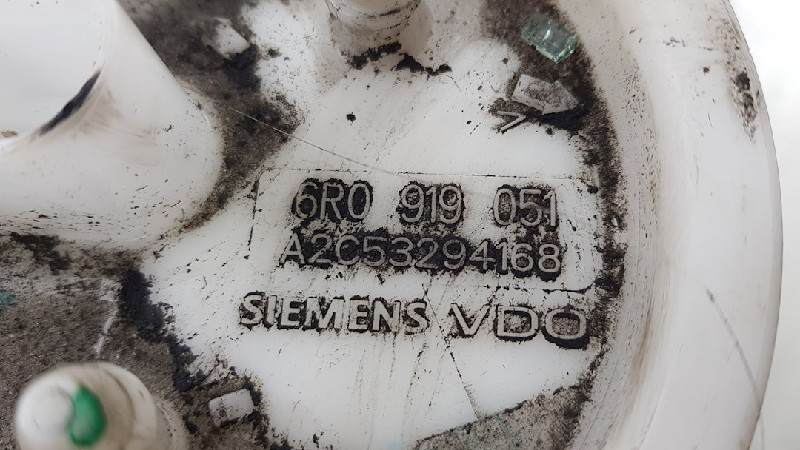 6R0 919 051
A2C53294168
SIEMENS VDO